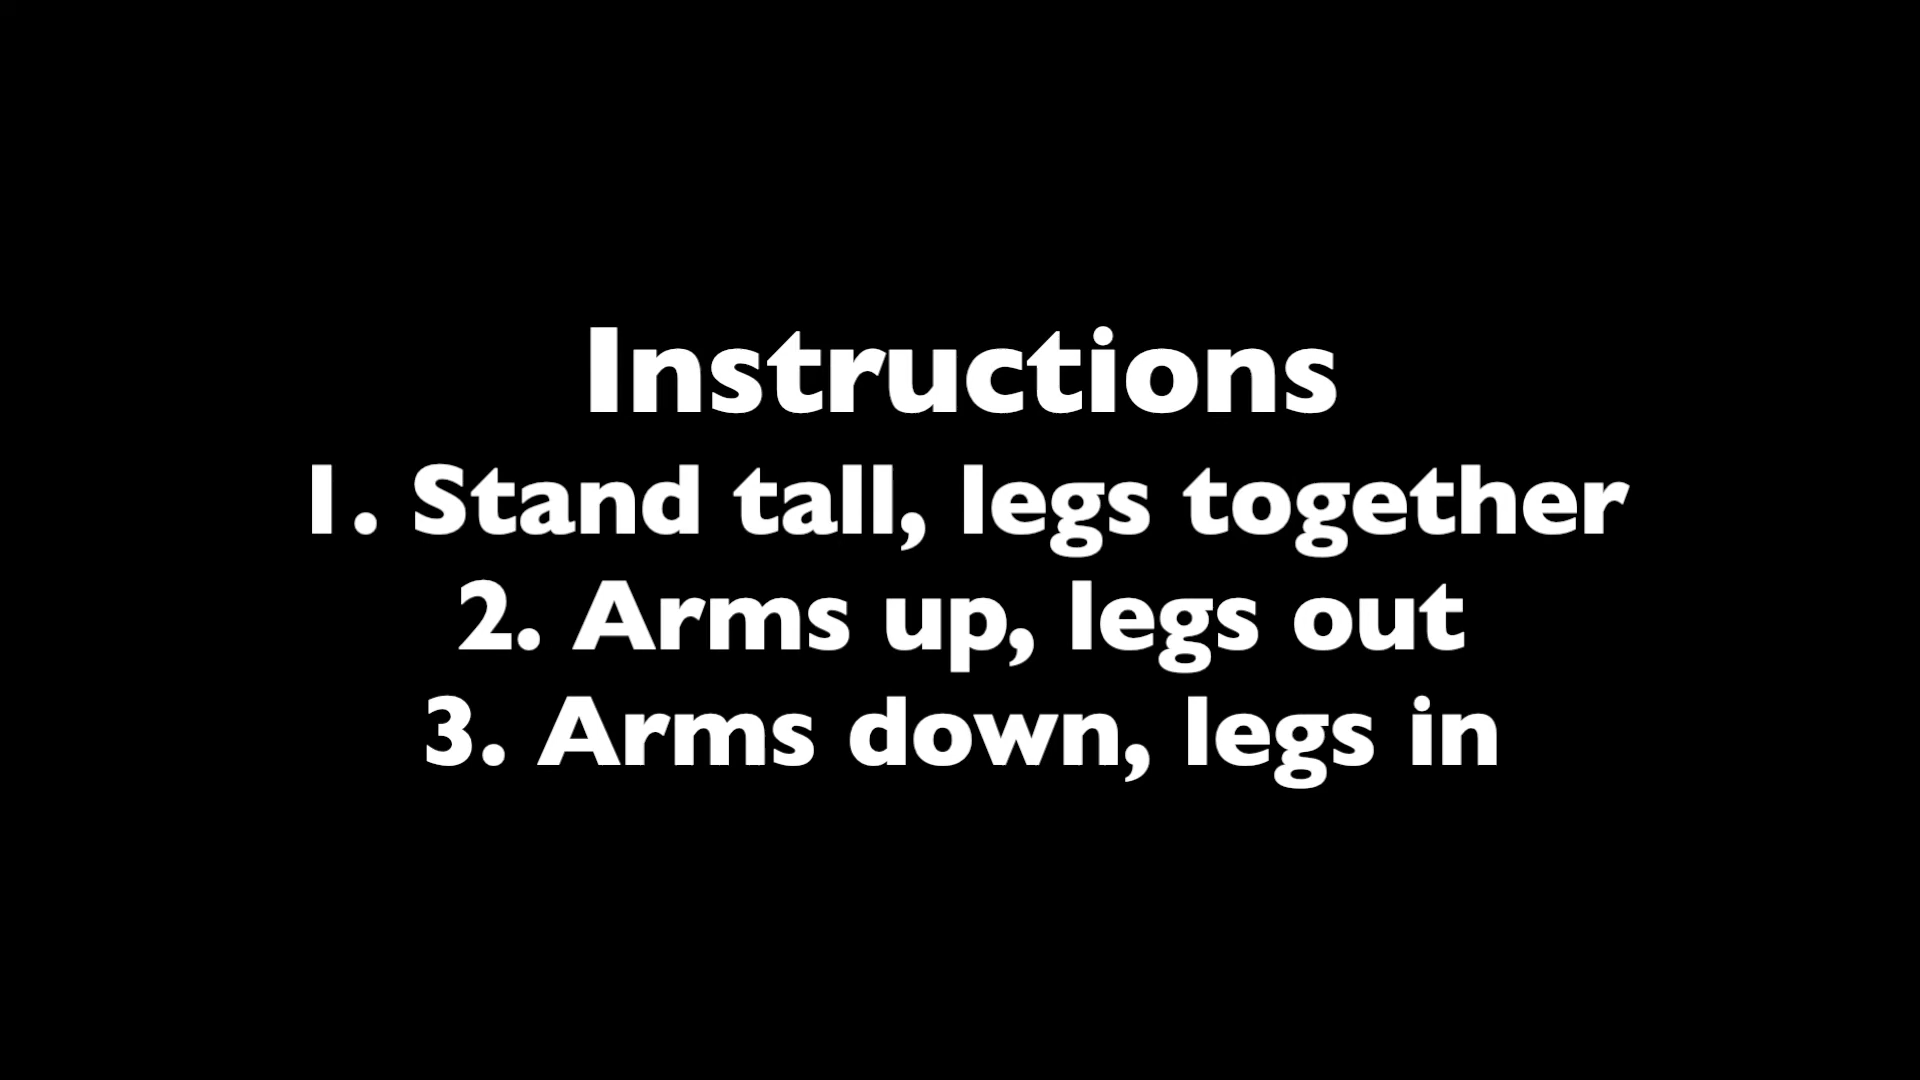 Instructions
1. Stand tall, legs together
2. Arms up, legs out
3. Arms down, legs in